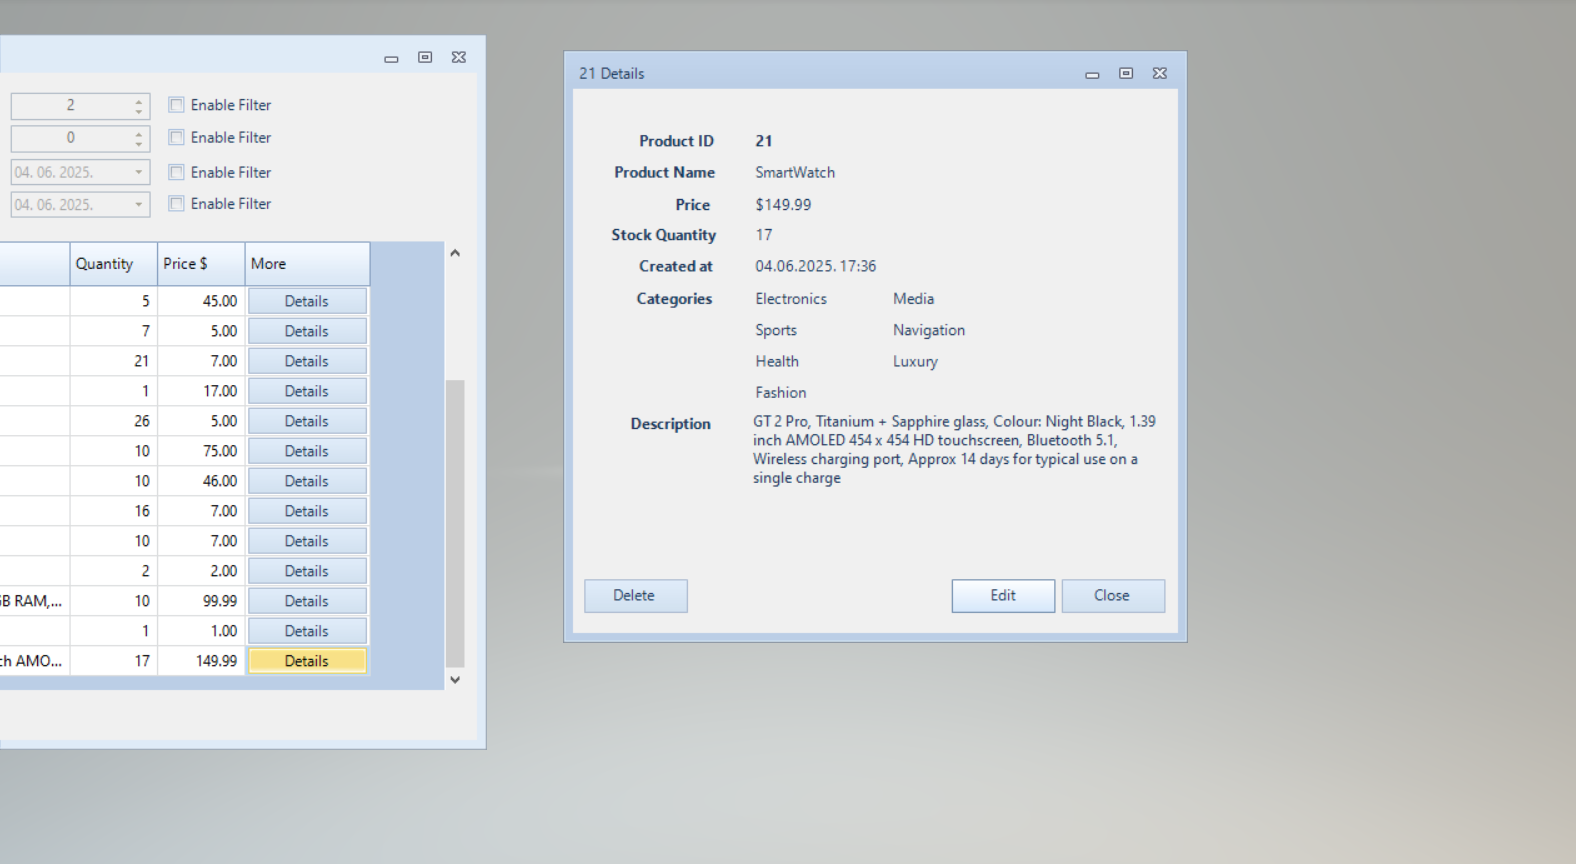 2
Enable Filter
0
Enable Filter
04. 06. 2025.
Enable Filter
04. 06. 2025.
Enable Filter
Quantity Price $ More
5 45.00 Details
7 5.00 Details
21 7.00 Details
1 17.00 Details
26 5.00 Details
10 75.00 Details
10 46.00 Details
16 7.00 Details
10 7.00 Details
2 2.00 Details
RAM,... 10 99.99 Details
1 1.00 Details
AMO... 17 149.99 Details
21 Details
Product ID 21
Product Name SmartWatch
Price $149.99
Stock Quantity 17
Created at 04.06.2025. 17:36
Categories Electronics Media
Sports Navigation
Health Luxury
Fashion
Description GT 2 Pro, Titanium + Sapphire glass, Colour: Night Black, 1.39
inch AMOLED 454 x 454 HD touchscreen, Bluetooth 5.1,
Wireless charging port, Approx 14 days for typical use on a
single charge
Delete Edit Close